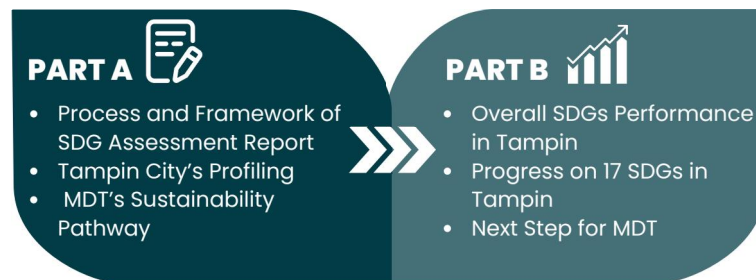 PART A
• Process and Framework of
SDG Assessment Report
• Tampin City's Profiling
• MDT's Sustainability
Pathway
PART B
• Overall SDGs Performance
in Tampin
• Progress on 17 SDGs in
Tampin
• Next Step for MDT